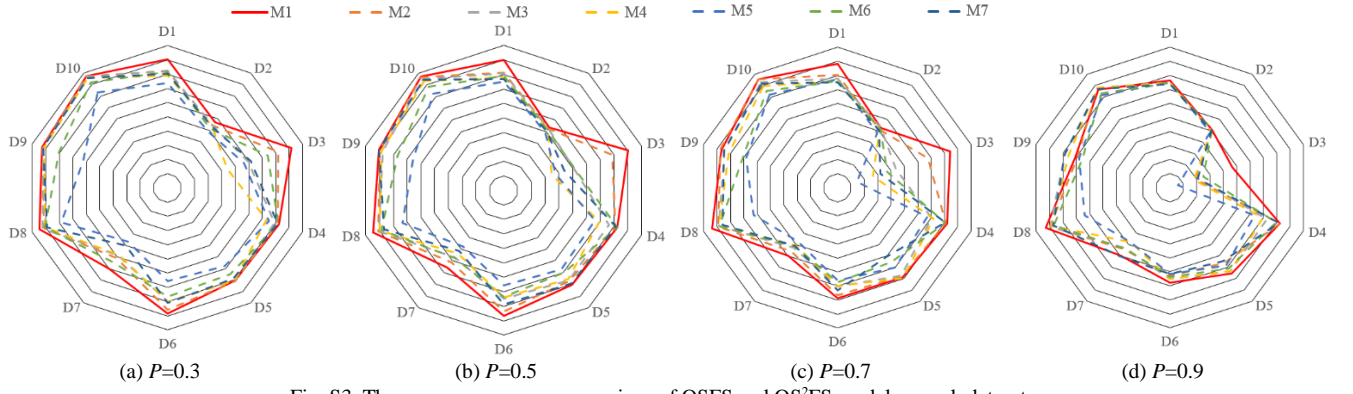 M1 M2 M3 M4 M5 M6 M7
D1
D10 D2
D9 D3
D8 D4
D7 D5
D6
(a) P=0.3
D1
D10 D2
D9 D3
D8 D4
D7 D5
D6
(b) P=0.5
D1
D10 D2
D9 D3
D8 D4
D7 D5
D6
(c) P=0.7
D1
D10 D2
D9 D3
D8 D4
D7 D5
D6
(d) P=0.9